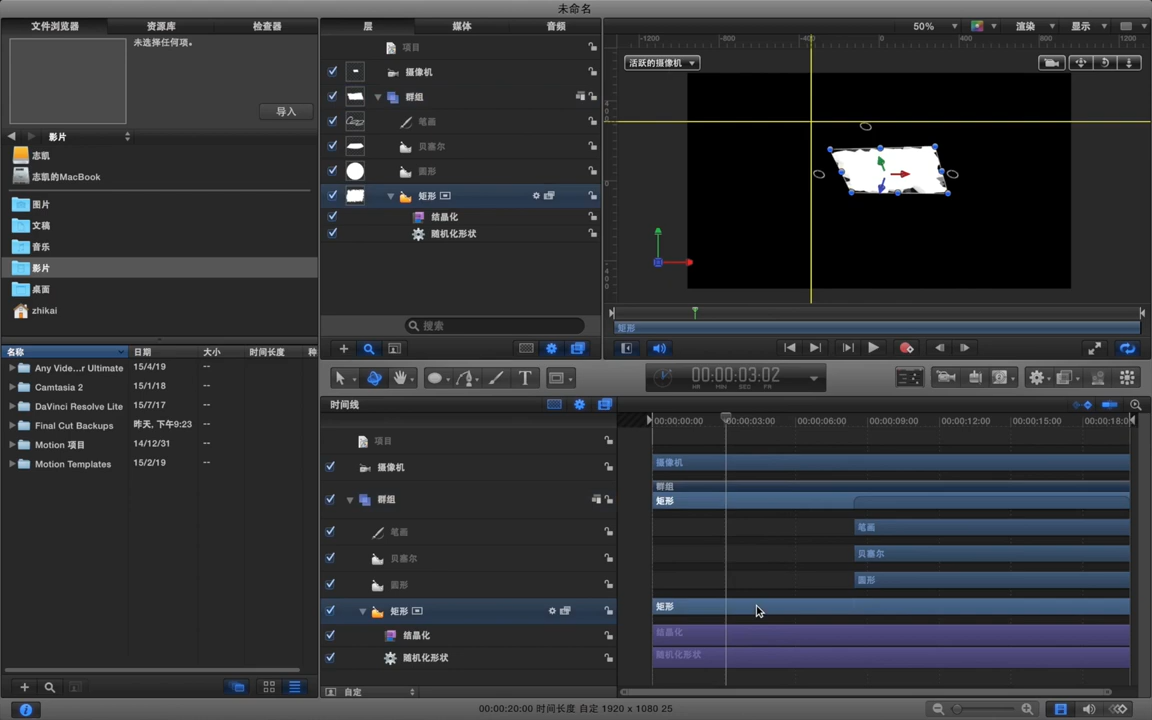 未命名
文件浏览器
资源库
检查器
未选择任何项。
导入
影片
志凯
志凯的MacBook
图片
文稿
音乐
影片
桌面
zhikai
名称 日期 大小 时间长度 种
Any Vide...r Ultimate 15/4/19 --
Camtasia 2 15/1/18 --
DaVinci Resolve Lite 15/7/17 --
Final Cut Backups 昨天, 下午9:23 --
Motion 项目 14/12/31 --
Motion Templates 15/2/19 --
层
媒体
音频
项目
摄像机
群组
笔画
贝塞尔
圆形
矩形
结晶化
随机化形状
搜索
50%
渲染
显示
-1200 -800 -400 0 400 800 1200
活跃的摄像机
矩形
T
00:00:03:02
HR MIN SEC FR
时间线
项目
摄像机
群组
笔画
贝塞尔
圆形
矩形
结晶化
随机化形状
自定
00:00:00:00 00:00:03:00 00:00:06:00 00:00:09:00 00:00:12:00 00:00:15:00 00:00:18:0
摄像机
群组
矩形
笔画
贝塞尔
圆形
矩形
结晶化
随机化形状
00:00:20:00 时间长度 自定 1920 x 1080 25